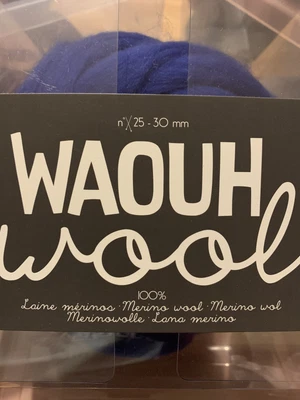 n° 25 - 30 mm
WAOUH
wool
100%
Laine mérinos · Merino wool · Merino wol
Merinowolle · Lana merino